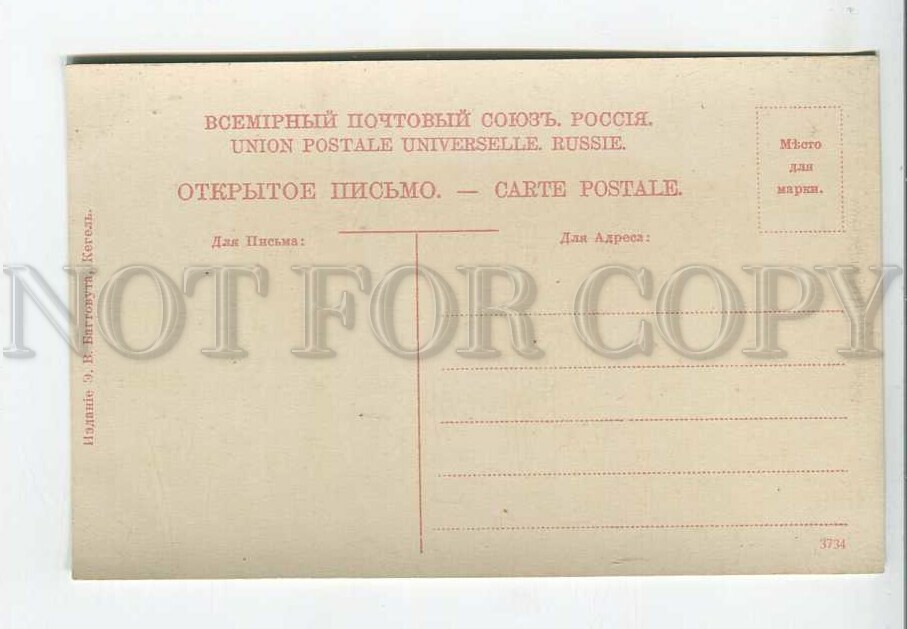 ВСЕМІРНЫЙ ПОЧТОВЫЙ СОЮЗЪ. РОССІЯ.
UNION POSTALE UNIVERSELLE. RUSSIE.
ОТКРЫТОЕ ПИСЬМО. — CARTE POSTALE.
Мѣсто
для
марки.
Для Письма:
Для Адреса:
Изданіе Э. В. Багговута, Кегель.
NOT FOR COPY
3734